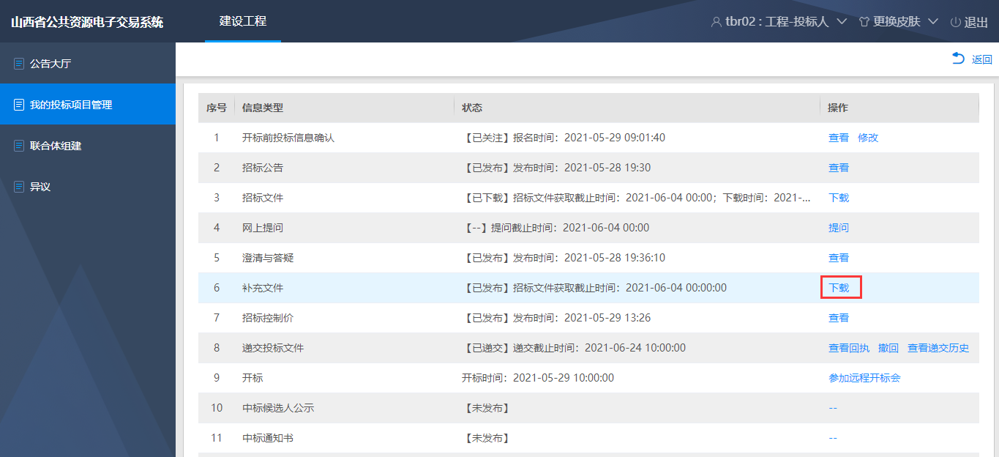 山西省公共资源电子交易系统 建设工程 tbr02 : 工程-投标人 更换皮肤 退出
公告大厅
我的投标项目管理
联合体组建
异议
返回
序号 信息类型 状态 操作
1 开标前投标信息确认 【已关注】报名时间：2021-05-29 09:01:40 查看 修改
2 招标公告 【已发布】发布时间：2021-05-28 19:30 查看
3 招标文件 【已下载】招标文件获取截止时间：2021-06-04 00:00；下载时间：2021-... 下载
4 网上提问 【--】提问截止时间：2021-06-04 00:00 提问
5 澄清与答疑 【已发布】发布时间：2021-05-28 19:36:10 查看
6 补充文件 【已发布】招标文件获取截止时间：2021-06-04 00:00:00 下载
7 招标控制价 【已发布】发布时间：2021-05-29 13:26 查看
8 递交投标文件 【已递交】递交截止时间：2021-06-24 10:00:00 查看回执 撤回 查看递交历史
9 开标 开标时间：2021-05-29 10:00:00 参加远程开标会
10 中标候选人公示 【未发布】 --
11 中标通知书 【未发布】 --